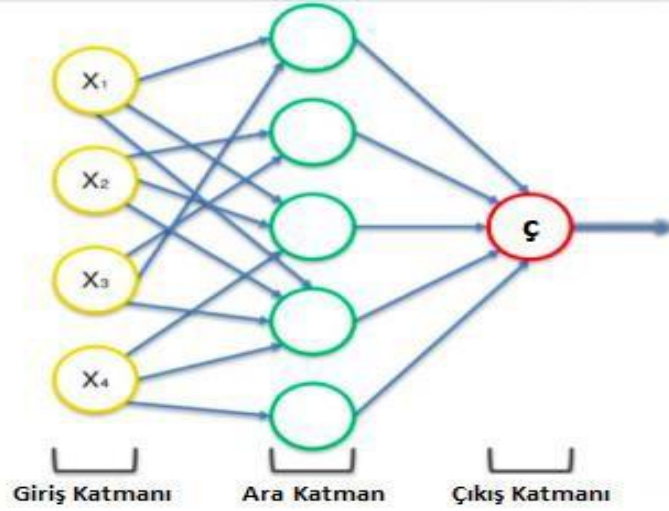 X₁
X₂
X₃
X₄
Ç
Giriş Katmanı Ara Katman Çıkış Katmanı